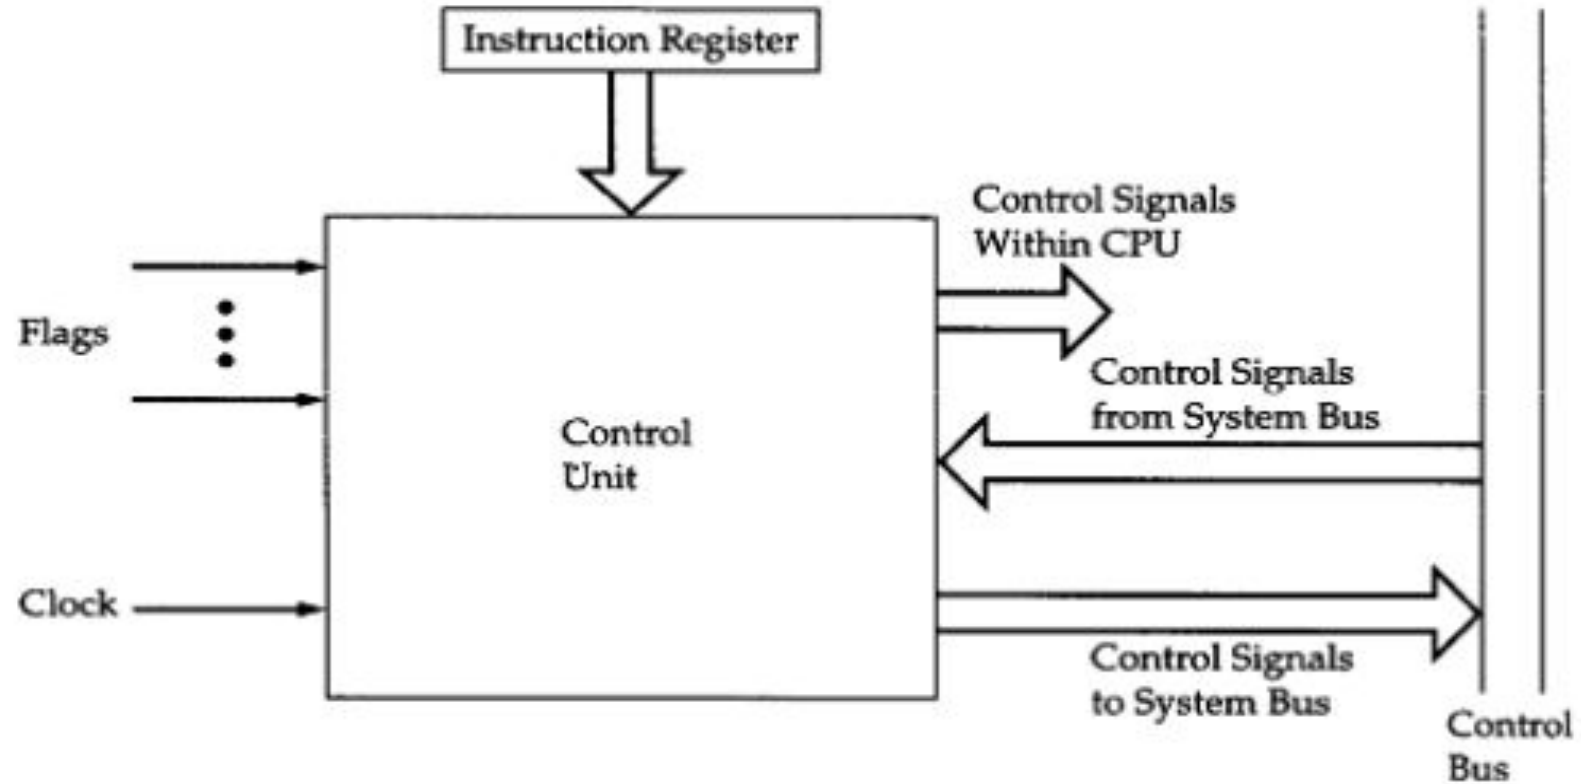 Instruction Register
Control Signals
Within CPU
Flags
Control Signals
from System Bus
Control
Unit
Clock
Control Signals
to System Bus
Control
Bus